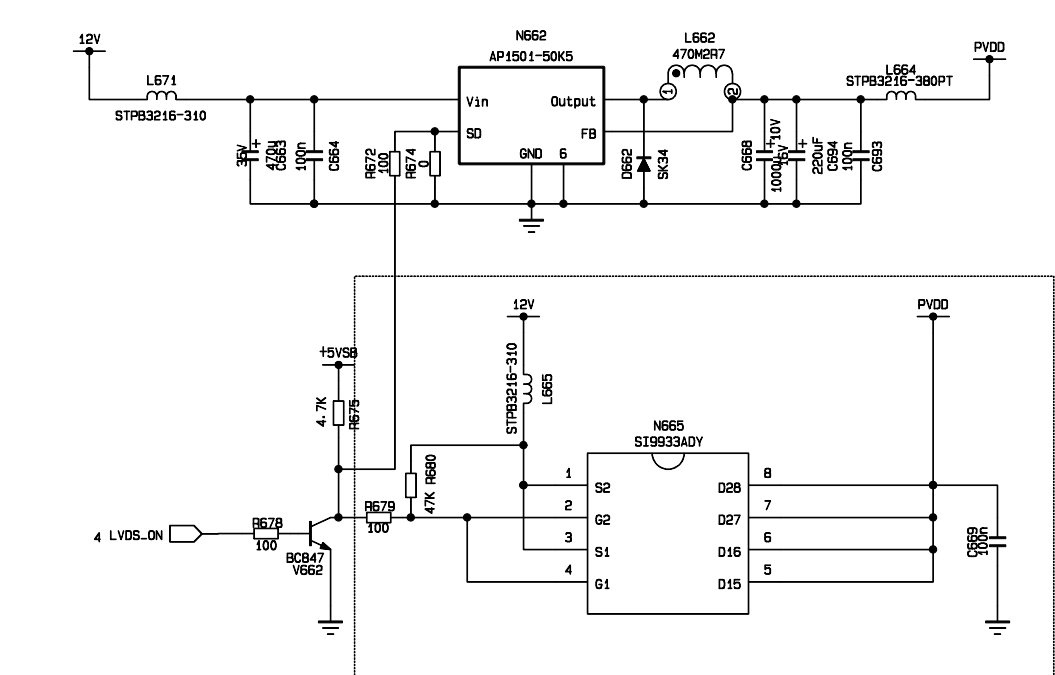 12V
L671
STPB3216-310
N662
AP1501-50K5
L662
470M2A7
1
2
L664
STPB3216-380PT
PVDD
Vin
SD
GND
6
Output
FB
35V
+
470u
C663
100n
C664
R672
100
R674
0
D662
SK34
C668
+
10V
1000u
16V
+
220uF
C694
100n
C693
+5VSB
4.7K
R675
12V
STPB3216-310
L665
PVDD
N665
SI9933ADY
1
2
3
4
S2
G2
S1
G1
D28
D27
D16
D15
8
7
6
5
47K R680
R679
100
4 LVDS_ON
R678
100
BC847
V662
C669
100n